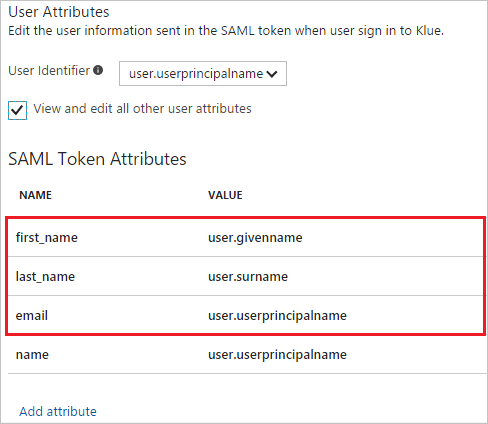 User Attributes
Edit the user information sent in the SAML token when user sign in to Klue.
User Identifier
user.userprincipalname
View and edit all other user attributes
SAML Token Attributes
NAME VALUE
first_name user.givenname
last_name user.surname
email user.userprincipalname
name user.userprincipalname
Add attribute